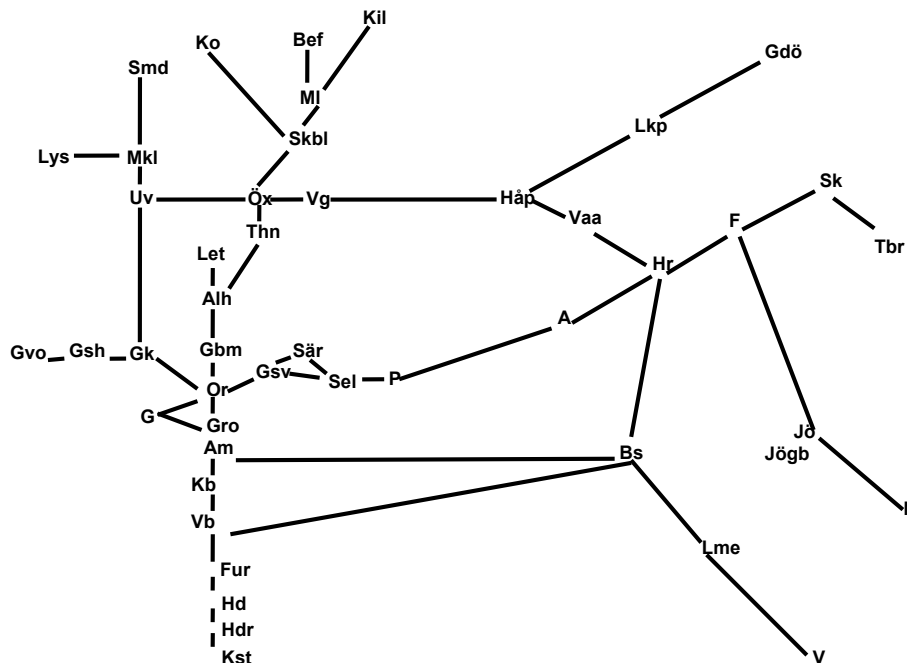 Kil
Ko
Bef
Gdö
Smd
Ml
Lkp
Skbl
Lys
Mkl
Sk
Uv
Öx
Vg
Håp
Vaa
F
Thn
Tbr
Let
Hr
Alh
A
Gvo
Gsh
Gk
Gbm
Sär
Gsv
Sel
P
Or
G
Gro
Jö
Am
Jögb
Bs
Kb
Vb
Lme
Fur
Hd
Hdr
Kst
V